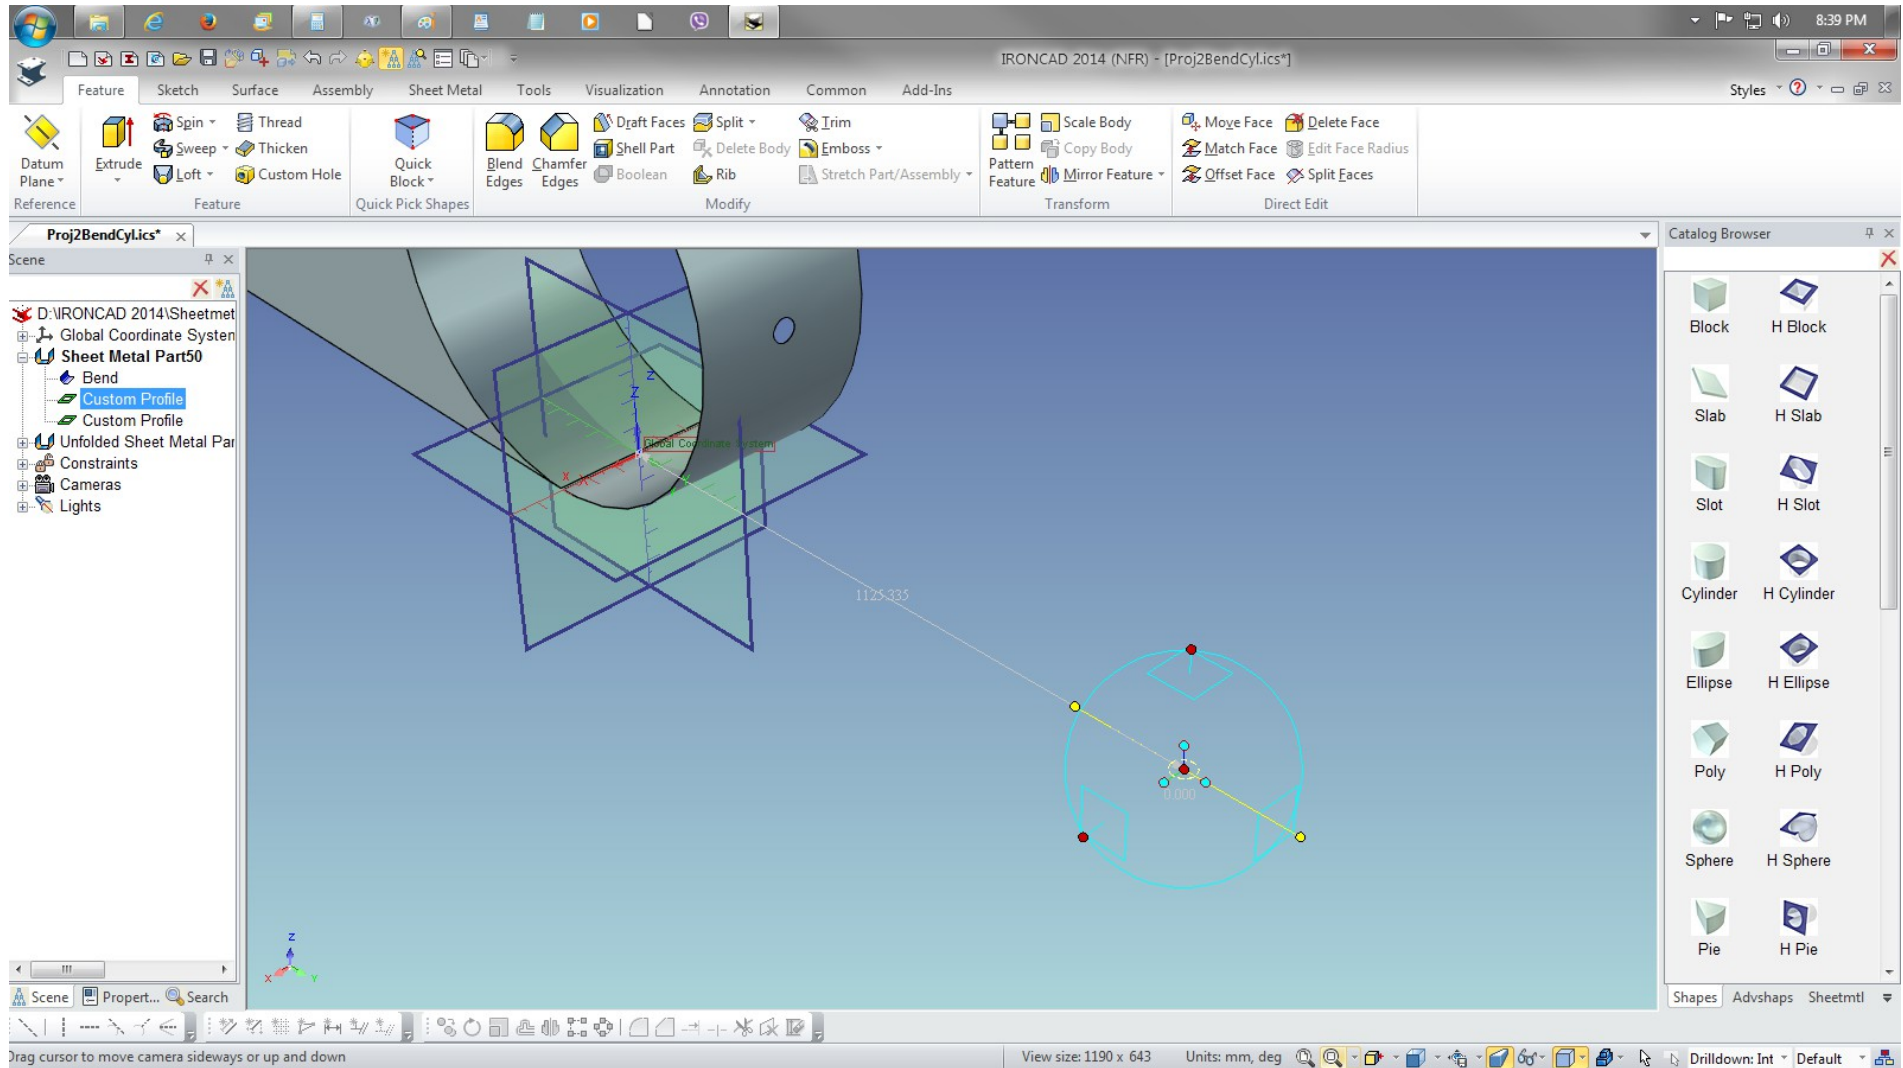 8:39 PM
IRONCAD 2014 (NFR) - [Proj2BendCyl.ics*]
Feature Sketch Surface Assembly Sheet Metal Tools Visualization Annotation Common Add-Ins Styles
Datum Plane
Extrude
Spin
Sweep
Loft
Thread
Thicken
Custom Hole
Quick Block
Blend Edges
Chamfer Edges
Draft Faces
Shell Part
Boolean
Split
Delete Body
Rib
Trim
Emboss
Stretch Part/Assembly
Pattern Feature
Scale Body
Copy Body
Mirror Feature
Move Face
Match Face
Offset Face
Delete Face
Edit Face Radius
Split Faces
Reference Feature Quick Pick Shapes Modify Transform Direct Edit
Proj2BendCyl.ics*
Scene
D:\IRONCAD 2014\Sheetmet
Global Coordinate System
Sheet Metal Part50
Bend
Custom Profile
Custom Profile
Unfolded Sheet Metal Par
Constraints
Cameras
Lights
Z
Z
X
X
Global Coordinate System
1125.335
0.000
Z
X Y
Catalog Browser
Block H Block
Slab H Slab
Slot H Slot
Cylinder H Cylinder
Ellipse H Ellipse
Poly H Poly
Sphere H Sphere
Pie H Pie
Scene Propert... Search
Shapes Advshaps Sheetmtl
Drag cursor to move camera sideways or up and down
View size: 1190 x 643 Units: mm, deg Drilldown: Int Default